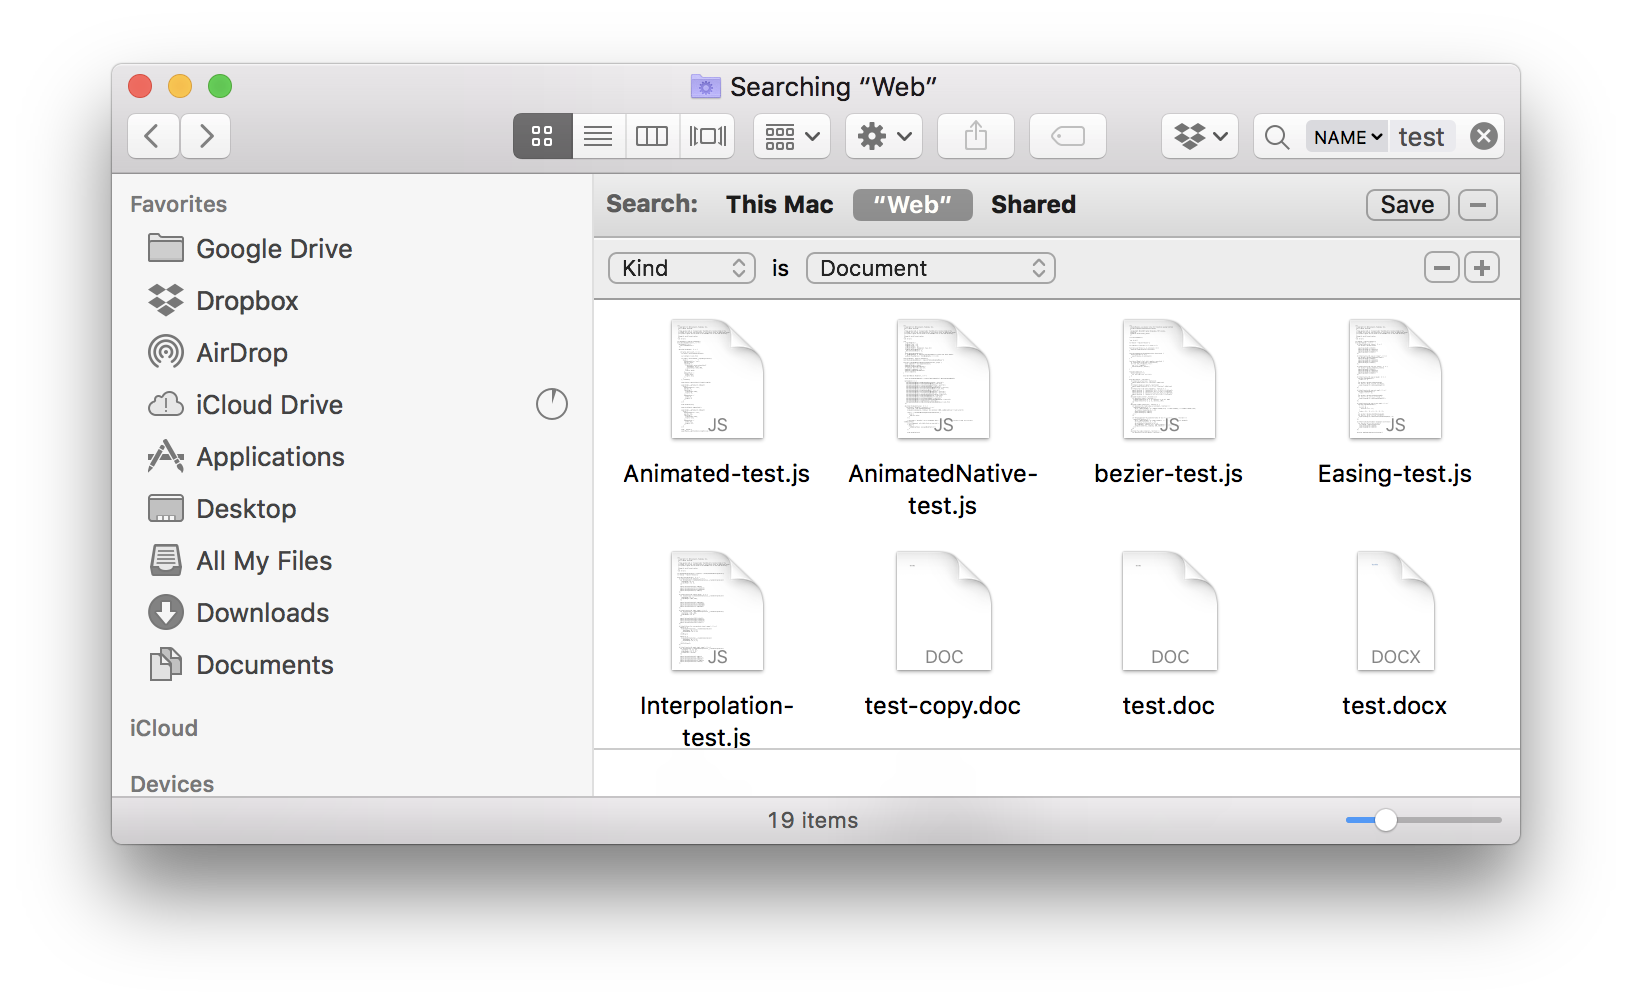 Searching “Web”
NAME test
Favorites
Google Drive
Dropbox
AirDrop
iCloud Drive
Applications
Desktop
All My Files
Downloads
Documents
iCloud
Devices
Search: This Mac “Web” Shared Save
Kind is Document
JS JS JS JS
Animated-test.js AnimatedNative- bezier-test.js Easing-test.js
test.js
JS DOC DOC DOCX
Interpolation- test-copy.doc test.doc test.docx
test.js
19 items